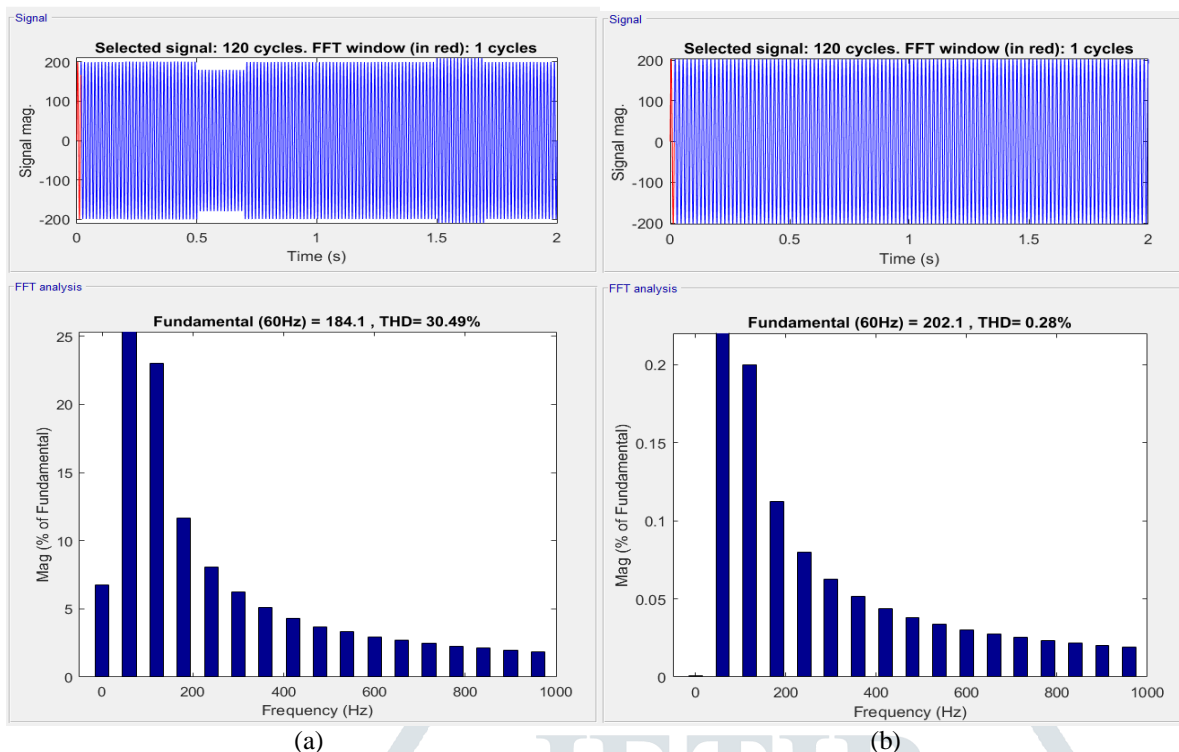 Signal
Selected signal: 120 cycles. FFT window (in red): 1 cycles
200
100
0
-100
-200
Signal mag.
0 0.5 1 1.5 2
Time (s)
FFT analysis
Fundamental (60Hz) = 184.1 , THD= 30.49%
25
20
15
10
5
0
Mag (% of Fundamental)
0 200 400 600 800 1000
Frequency (Hz)
(a)
Signal
Selected signal: 120 cycles. FFT window (in red): 1 cycles
200
100
0
-100
-200
Signal mag.
0 0.5 1 1.5 2
Time (s)
FFT analysis
Fundamental (60Hz) = 202.1 , THD= 0.28%
0.2
0.15
0.1
0.05
0
Mag (% of Fundamental)
0 200 400 600 800 1000
Frequency (Hz)
(b)
JETIR